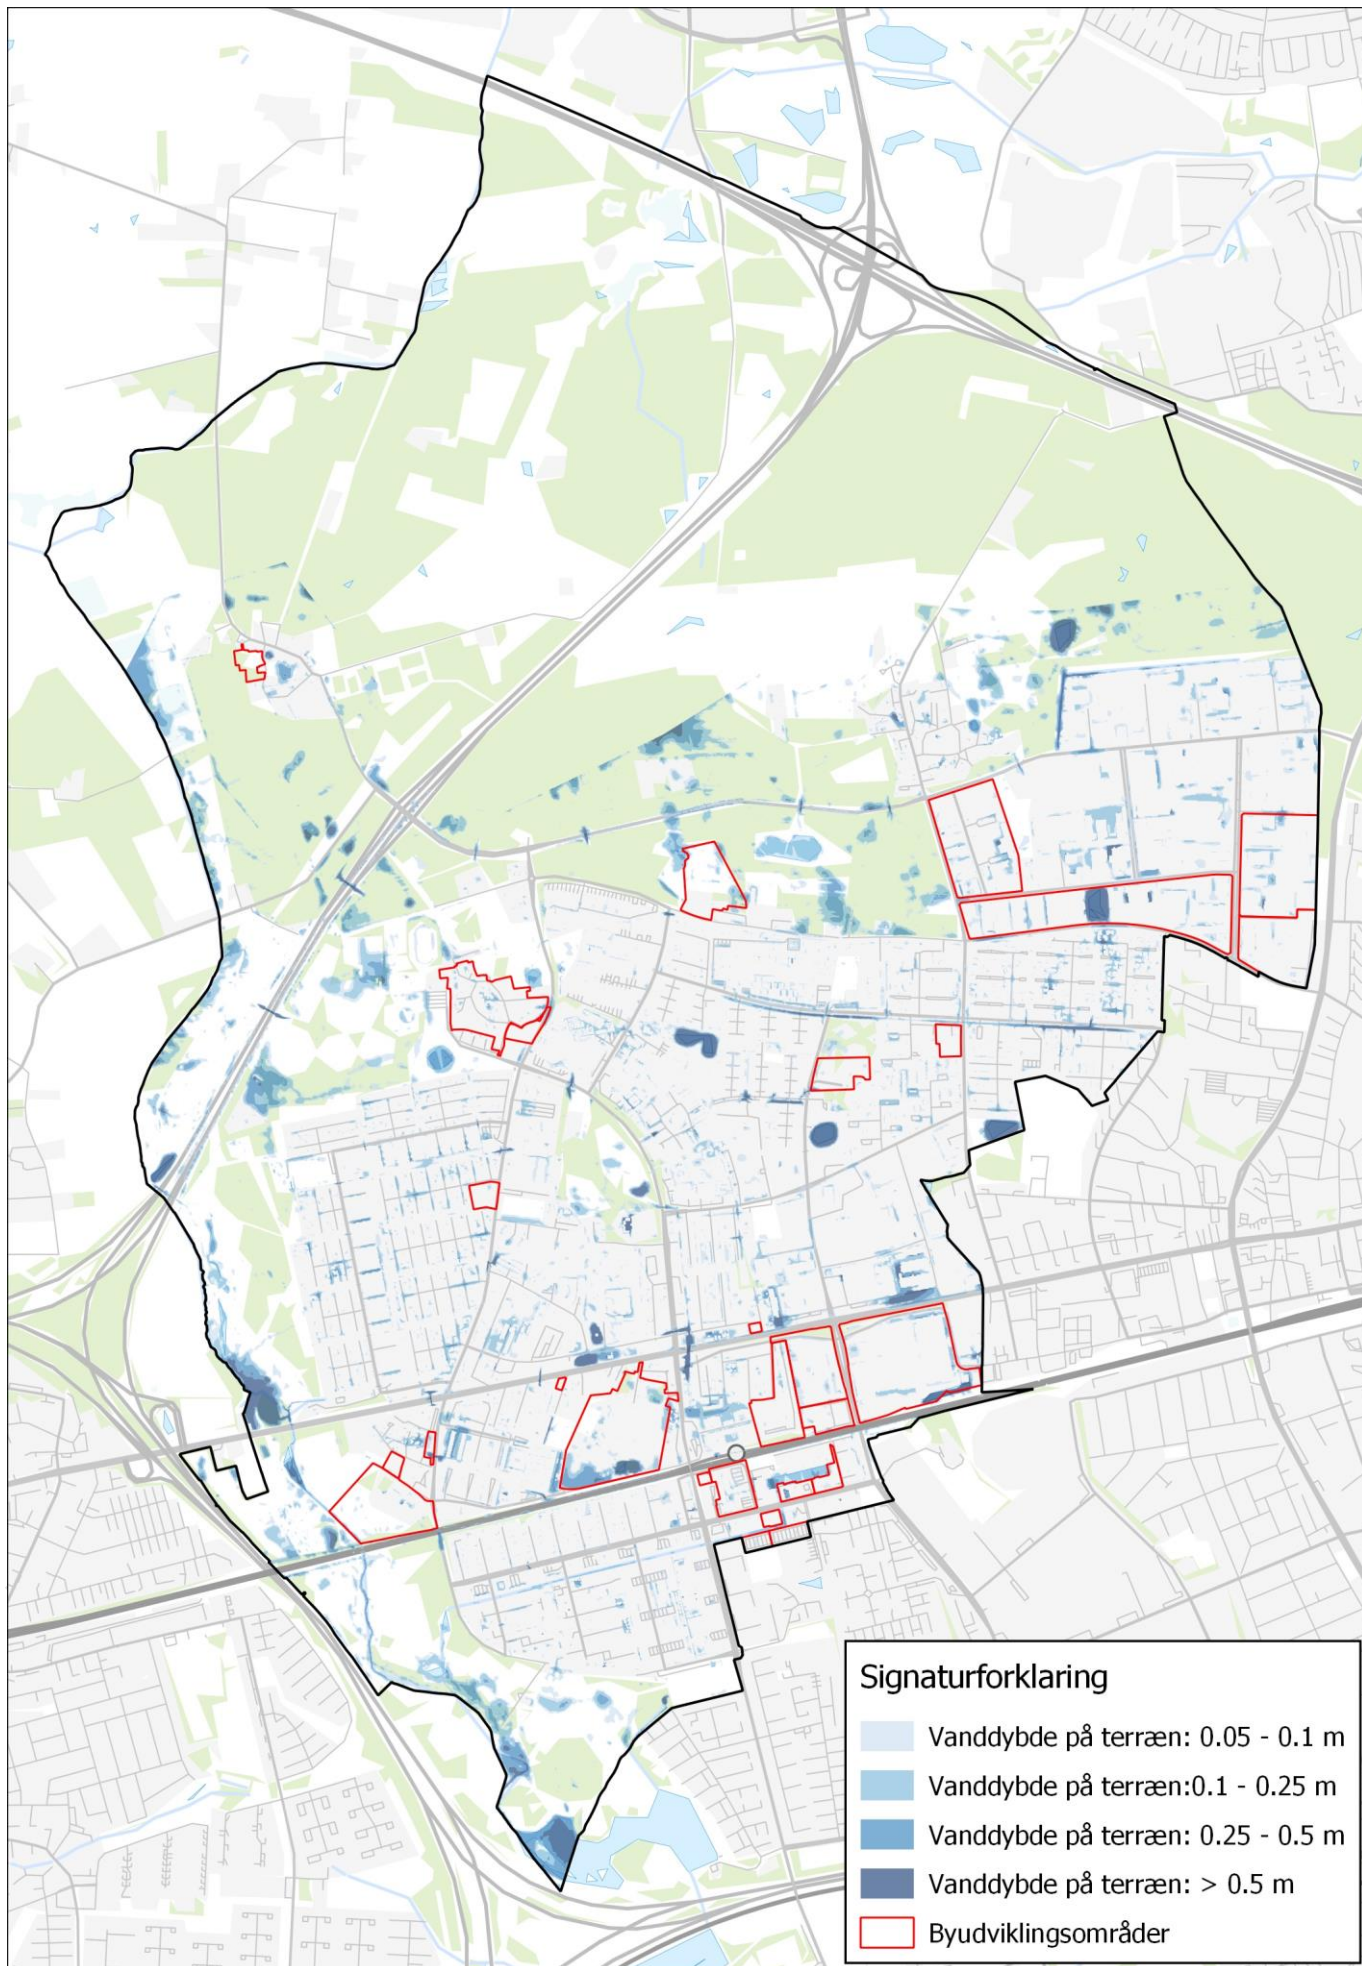 Signaturforklaring
Vanddybde på terræn: 0.05 - 0.1 m
Vanddybde på terræn:0.1 - 0.25 m
Vanddybde på terræn: 0.25 - 0.5 m
Vanddybde på terræn: > 0.5 m
Byudviklingsområder